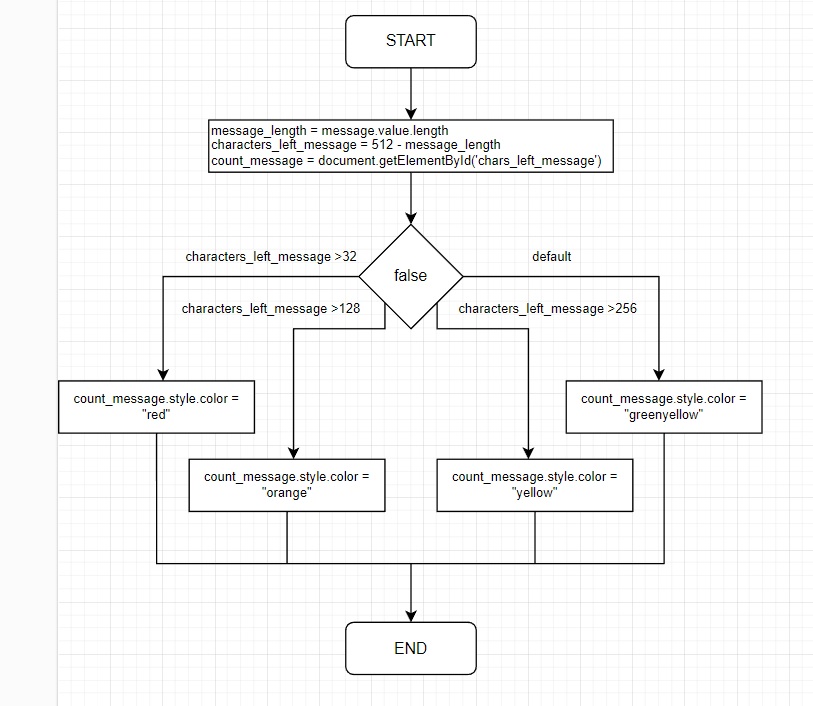 START
message_length = message.value.length
characters_left_message = 512 - message_length
count_message = document.getElementById('chars_left_message')
characters_left_message >32
default
false
characters_left_message >128
characters_left_message >256
count_message.style.color =
"red"
count_message.style.color =
"greenyellow"
count_message.style.color =
"orange"
count_message.style.color =
"yellow"
END